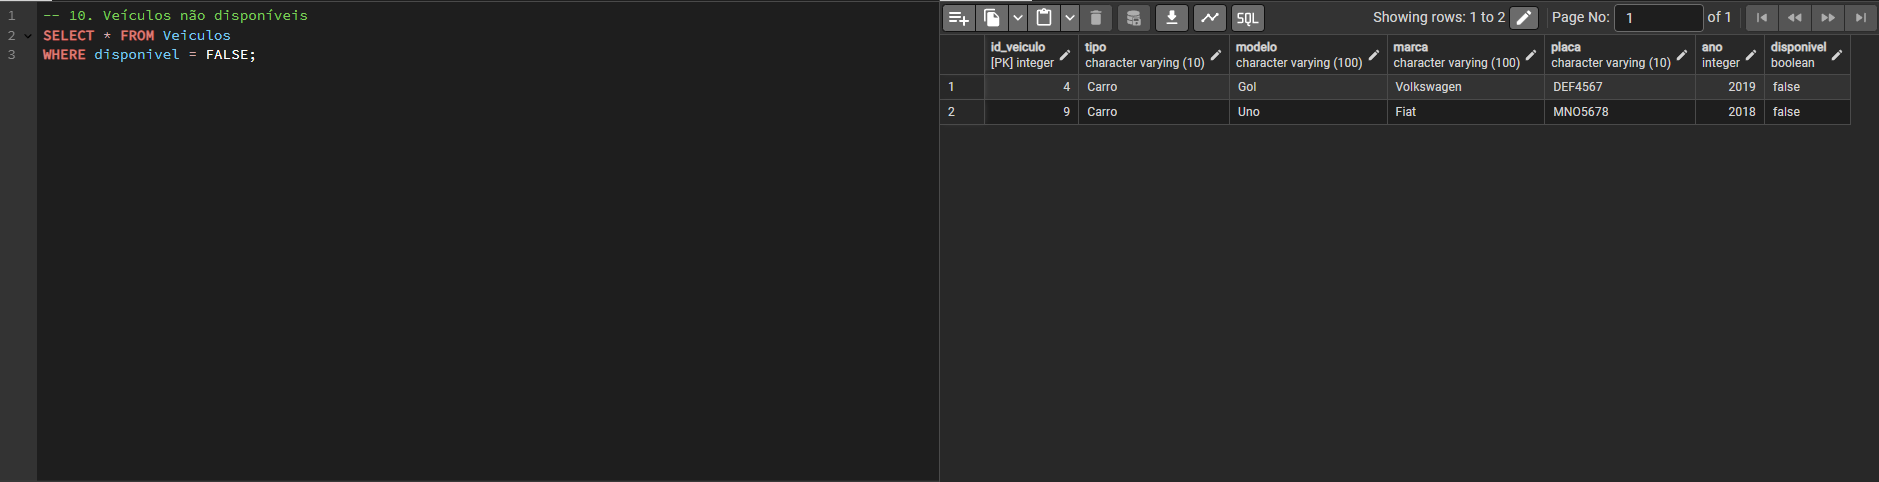 1 -- 10. Veículos não disponíveis
2 SELECT * FROM Veiculos
3 WHERE disponivel = FALSE;
SQL Showing rows: 1 to 2 Page No: 1 of 1
id_veiculo tipo modelo marca placa ano disponivel
[PK] integer character varying (10) character varying (100) character varying (100) character varying (10) integer boolean
1 4 Carro Gol Volkswagen DEF4567 2019 false
2 9 Carro Uno Fiat MNO5678 2018 false